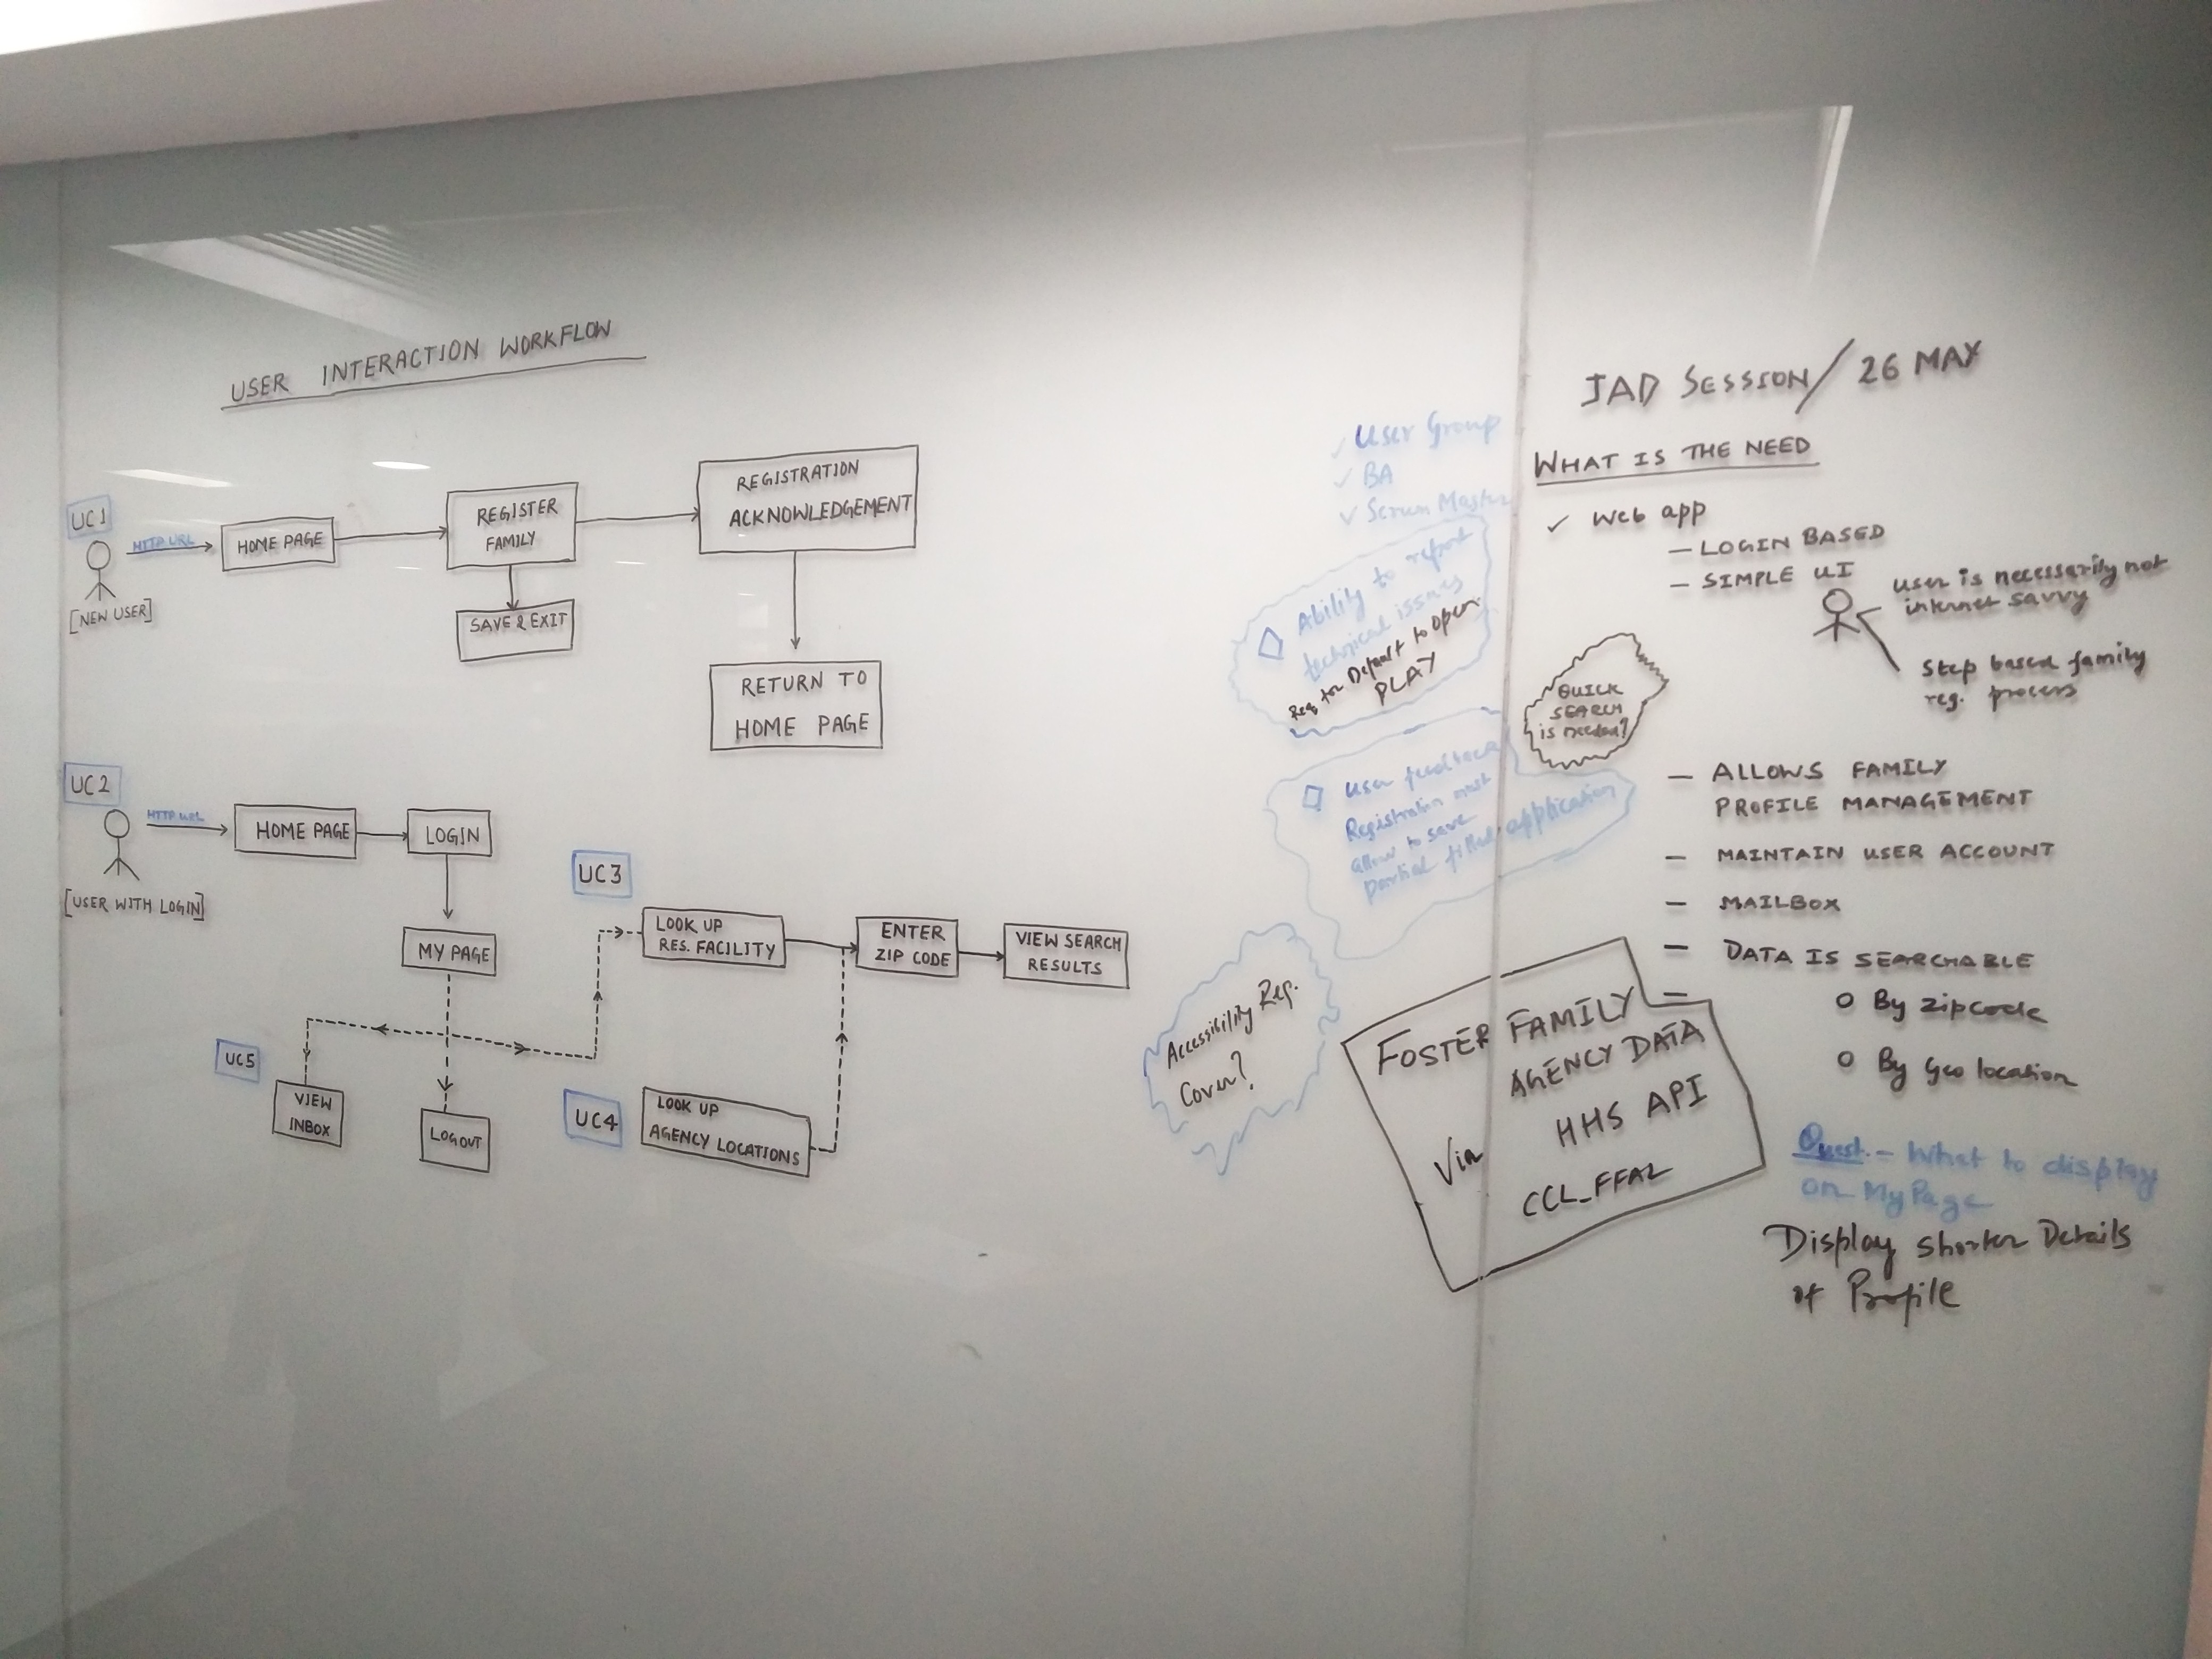 USER INTERACTION WORKFLOW
UC1
[NEW USER]
HTTP URL
HOME PAGE
REGISTER
FAMILY
SAVE & EXIT
REGISTRATION
ACKNOWLEDGEMENT
RETURN TO
HOME PAGE
UC2
[USER WITH LOGIN]
HTTP URL
HOME PAGE
LOGIN
MY PAGE
UC3
LOOK UP
RES. FACILITY
ENTER
ZIP CODE
VIEW SEARCH
RESULTS
UC5
VIEW
INBOX
LOGOUT
UC4
LOOK UP
AGENCY LOCATIONS
✓ User Group
✓ BA
✓ Scrum Master
Ability to report
technical issues
Default to open
PLAY
User feedback
Registration must
allow to save
partial filled application
Accessibility Req.
Cover?
QUICK
SEARCH
is needed?
JAD SESSION / 26 MAY
WHAT IS THE NEED
✓ Web app
– LOGIN BASED
– SIMPLE UI
user is necessarily not
internet savvy
Step based family
reg. process
– ALLOWS FAMILY
PROFILE MANAGEMENT
– MAINTAIN USER ACCOUNT
– MAILBOX
– DATA IS SEARCHABLE
o By zipcode
o By Geo location
–
FOSTER FAMILY
AGENCY DATA
Via HHS API
CCL_FFAL
Quest. – What to display
on MyPage
Display shorter Details
of Profile